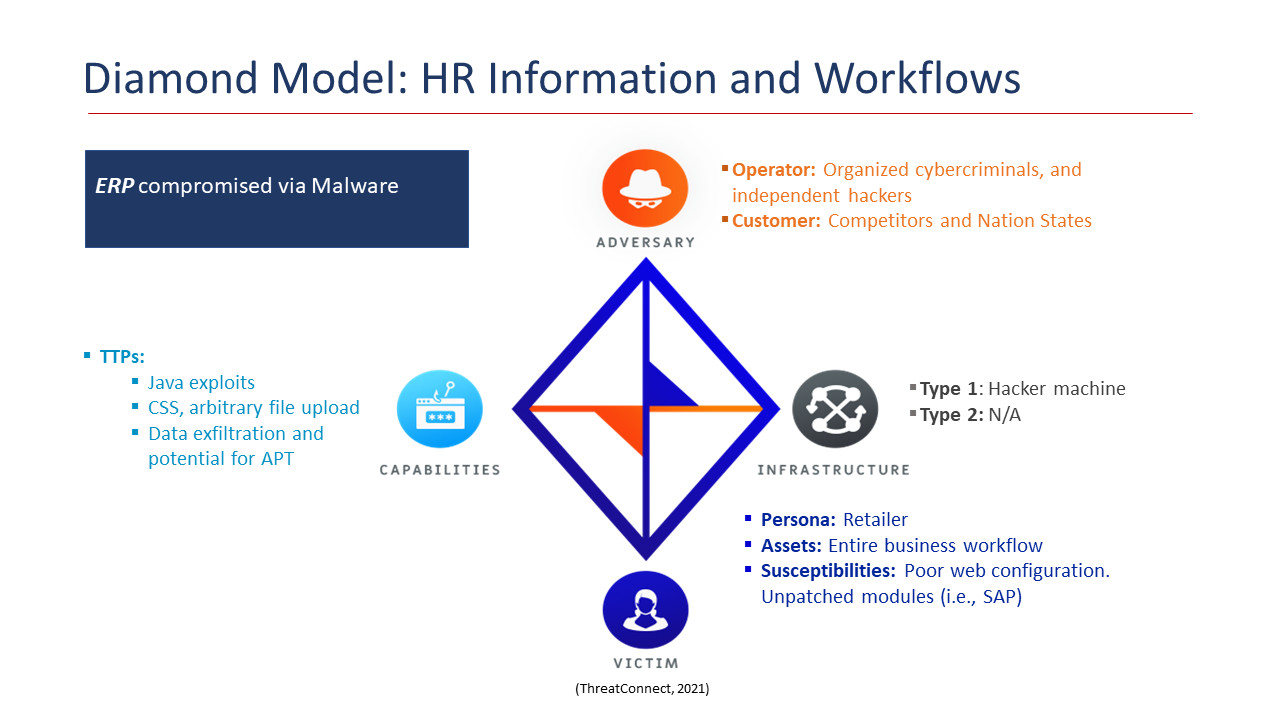 Diamond Model: HR Information and Workflows
ERP compromised via Malware
▪ Operator: Organized cybercriminals, and
independent hackers
▪ Customer: Competitors and Nation States
ADVERSARY
▪ TTPs:
▪ Java exploits
▪ CSS, arbitrary file upload
▪ Data exfiltration and
potential for APT
***
CAPABILITIES
▪ Type 1: Hacker machine
▪ Type 2: N/A
INFRASTRUCTURE
▪ Persona: Retailer
▪ Assets: Entire business workflow
▪ Susceptibilities: Poor web configuration.
Unpatched modules (i.e., SAP)
VICTIM
(ThreatConnect, 2021)